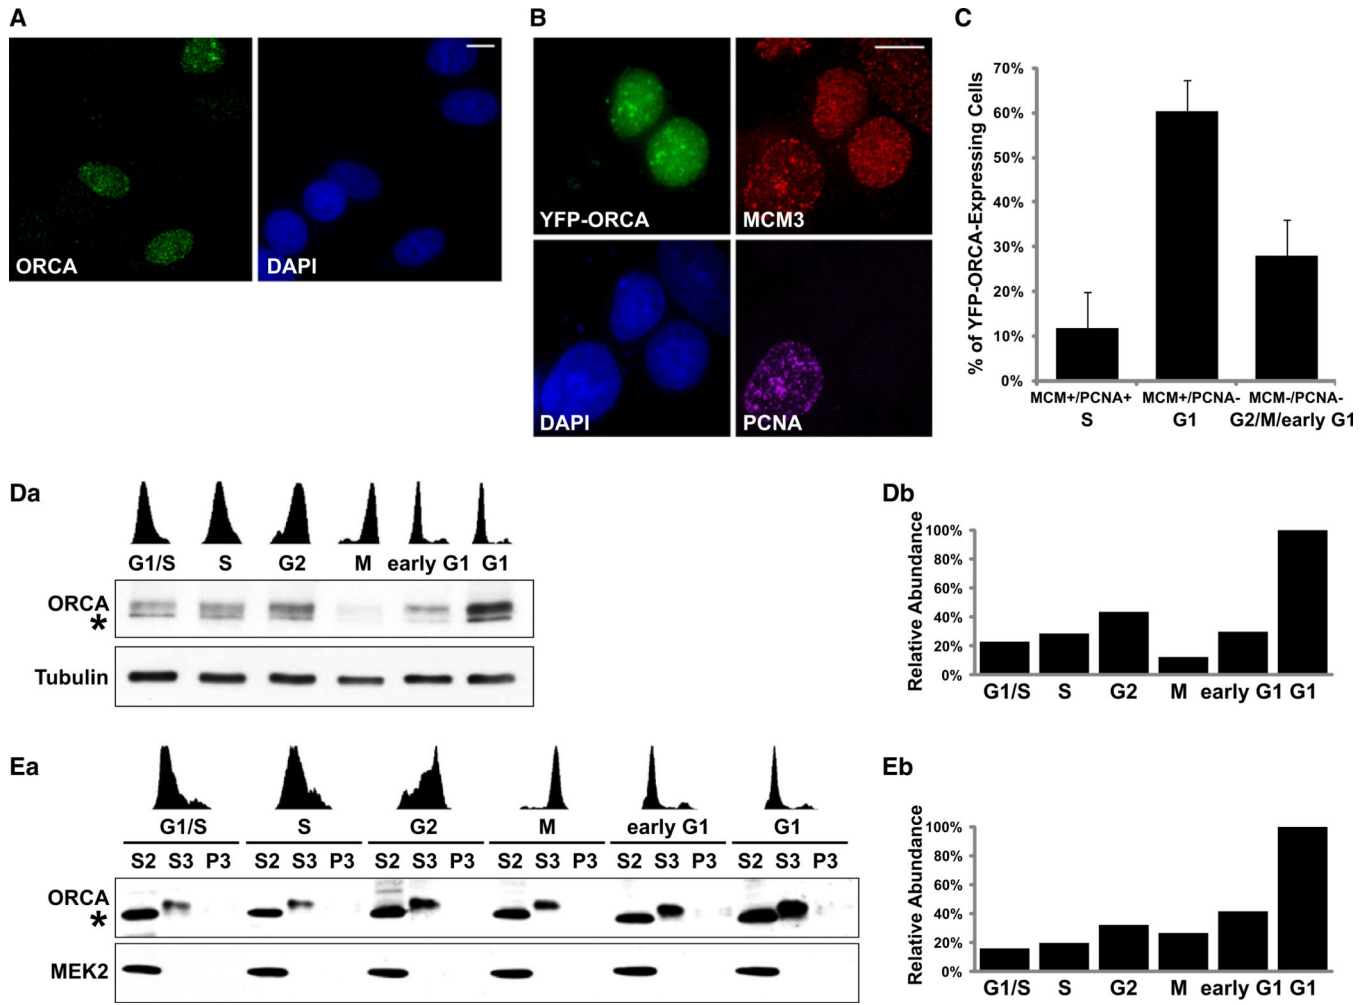 A
ORCA
DAPI
B
YFP-ORCA
MCM3
DAPI
PCNA
C
% of YFP-ORCA-Expressing Cells
70%
60%
50%
40%
30%
20%
10%
0%
MCM+/PCNA+ MCM+/PCNA- MCM-/PCNA-
S G1 G2/M/early G1
Da
G1/S S G2 M early G1 G1
ORCA
*
Tubulin
Db
Relative Abundance
100%
80%
60%
40%
20%
0%
G1/S S G2 M early G1 G1
Ea
G1/S S G2 M early G1 G1
S2 S3 P3 S2 S3 P3 S2 S3 P3 S2 S3 P3 S2 S3 P3 S2 S3 P3
ORCA
*
MEK2
Eb
Relative Abundance
100%
80%
60%
40%
20%
0%
G1/S S G2 M early G1 G1